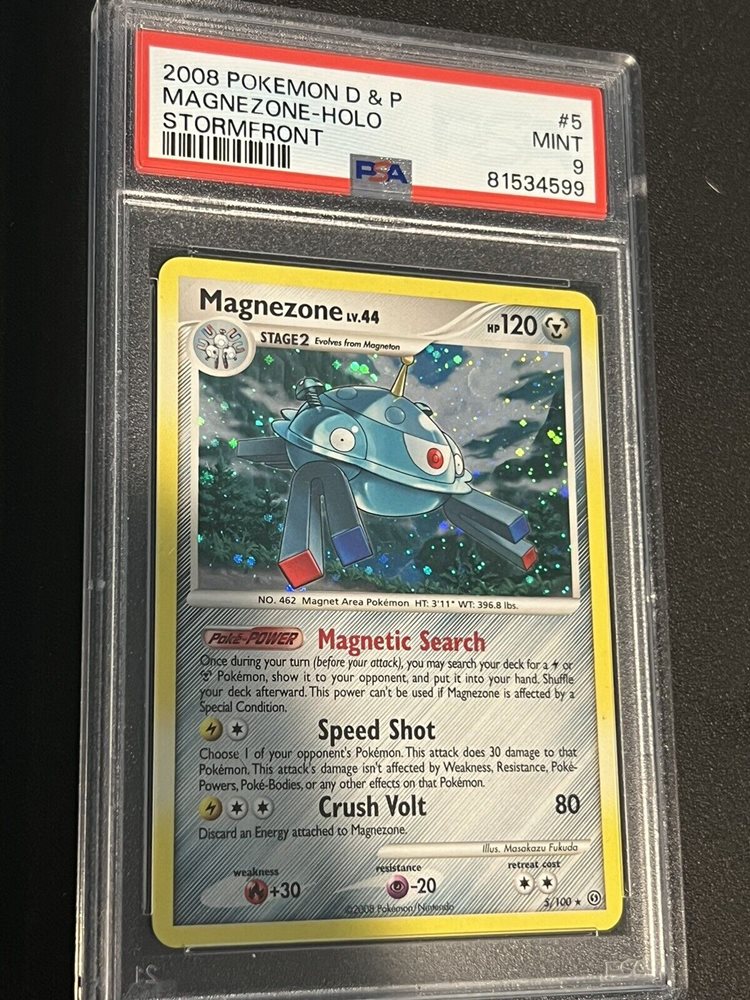 2008 POKEMON D & P
#5
MAGNEZONE-HOLO
MINT
STORMFRONT
9
PSA
81534599
Magnezone LV.44
HP 120
STAGE2 Evolves from Magneton
NO. 462 Magnet Area Pokémon HT: 3'11" WT: 396.8 lbs.
Poké-POWER Magnetic Search
Once during your turn (before your attack), you may search your deck for a or
Pokémon, show it to your opponent, and put it into your hand. Shuffle
your deck afterward. This power can't be used if Magnezone is affected by a
Special Condition.
Speed Shot
Choose 1 of your opponent's Pokémon. This attack does 30 damage to that
Pokémon. This attack's damage isn't affected by Weakness, Resistance, Poké-
Powers, Poké-Bodies, or any other effects on that Pokémon.
Crush Volt 80
Discard an Energy attached to Magnezone.
Illus. Masakazu Fukuda
weakness
resistance
retreat cost
+30
-20
©2008 Pokémon/Nintendo
5/100 ★